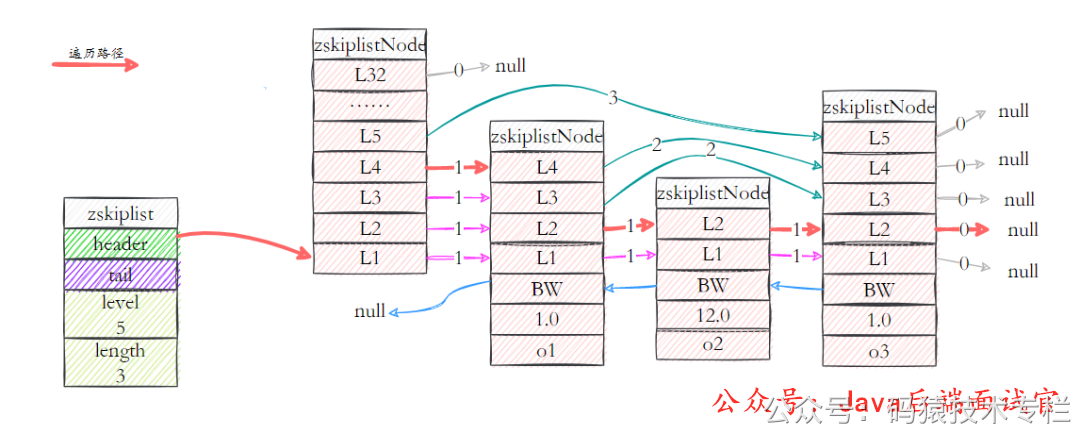 遍历路径
zskiplist
header
tail
level
5
length
3
zskiplistNode
L32
……
L5
L4
L3
L2
L1
0
null
3
1
1
1
1
zskiplistNode
L4
L3
L2
L1
BW
1.0
o1
null
2
2
1
1
zskiplistNode
L2
L1
BW
12.0
o2
1
1
zskiplistNode
L5
L4
L3
L2
L1
BW
1.0
o3
0
null
0
null
0
null
0
null
0
null
公众号：Java后端面试官
公众号：码猿技术专栏